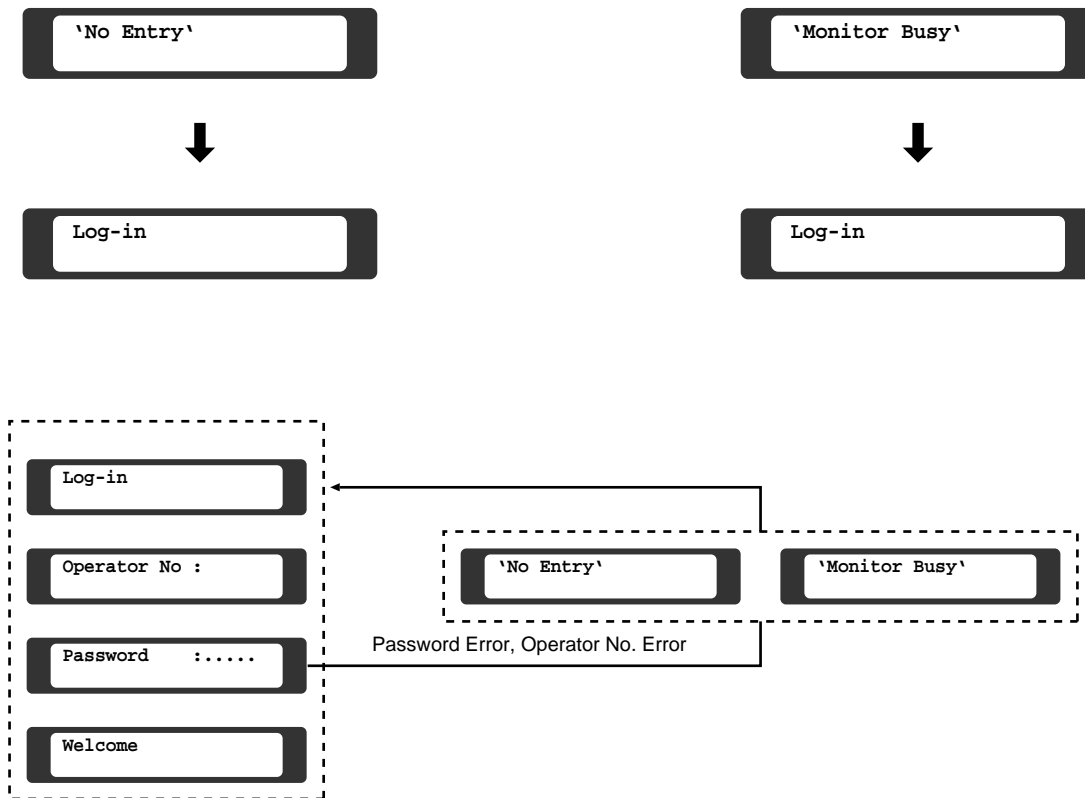 ‘No Entry‘
‘Monitor Busy‘
Log-in
Log-in
Log-in
Operator No :
Password :.....
Welcome
‘No Entry‘
‘Monitor Busy‘
Password Error, Operator No. Error